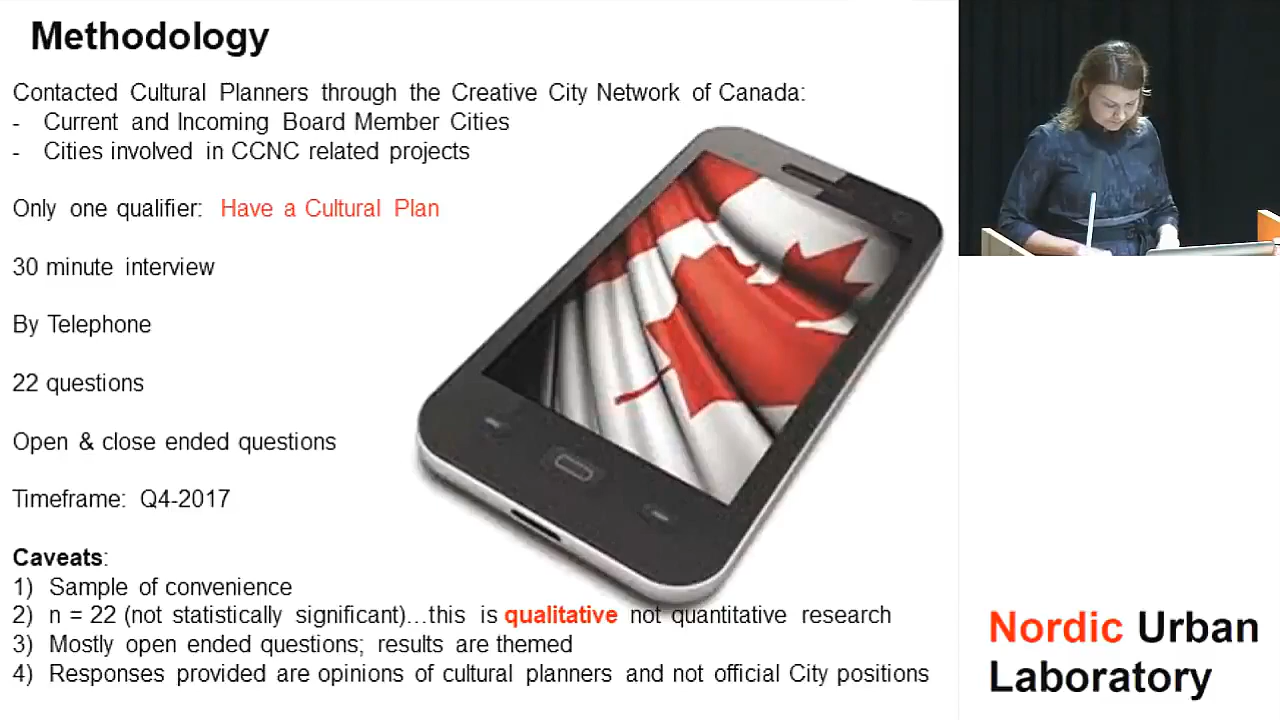 Methodology
Contacted Cultural Planners through the Creative City Network of Canada:
- Current and Incoming Board Member Cities
- Cities involved in CCNC related projects
Only one qualifier: Have a Cultural Plan
30 minute interview
By Telephone
22 questions
Open & close ended questions
Timeframe: Q4-2017
Caveats:
1) Sample of convenience
2) n = 22 (not statistically significant)...this is qualitative not quantitative research
3) Mostly open ended questions; results are themed
4) Responses provided are opinions of cultural planners and not official City positions
Nordic Urban
Laboratory